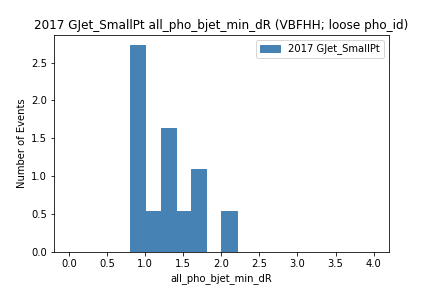 2017 GJet_SmallPt all_pho_bjet_min_dR (VBFHH; loose pho_id)
2017 GJet_SmallPt
Number of Events
2.5
2.0
1.5
1.0
0.5
0.0
0.0 0.5 1.0 1.5 2.0 2.5 3.0 3.5 4.0
all_pho_bjet_min_dR